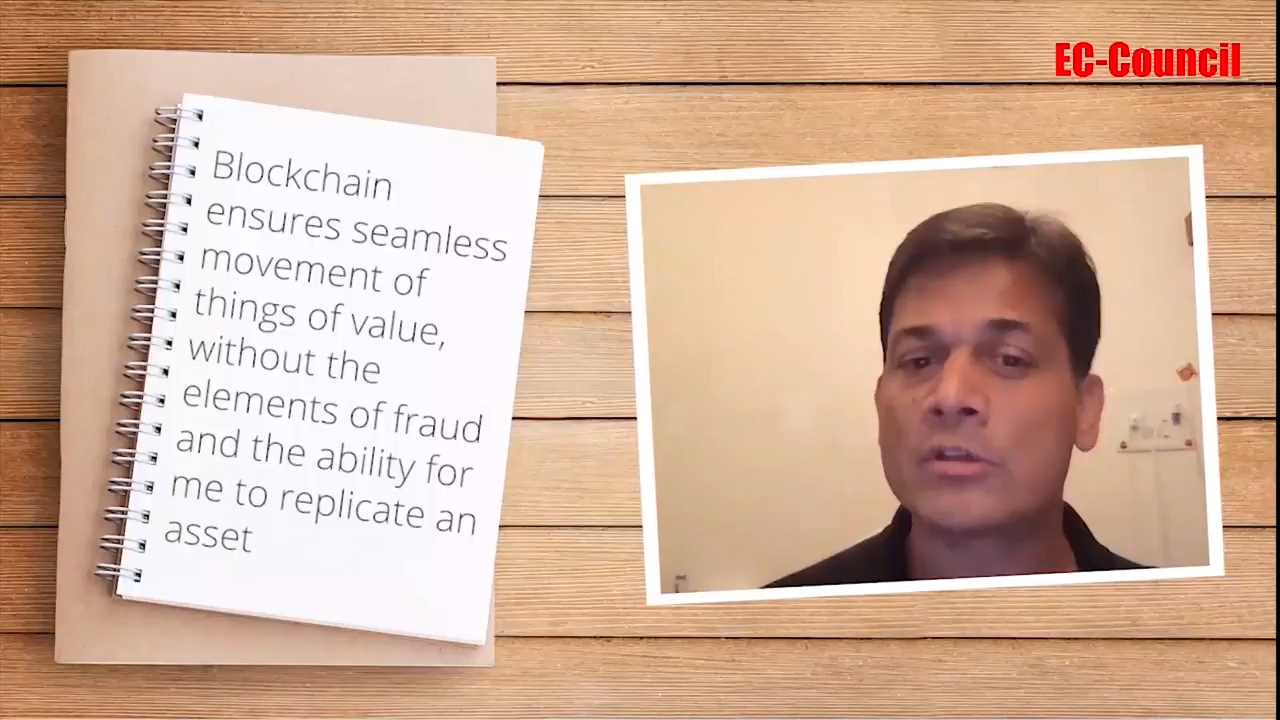 EC-Council
Blockchain
ensures seamless
movement of
things of value,
without the
elements of fraud
and the ability for
me to replicate an
asset